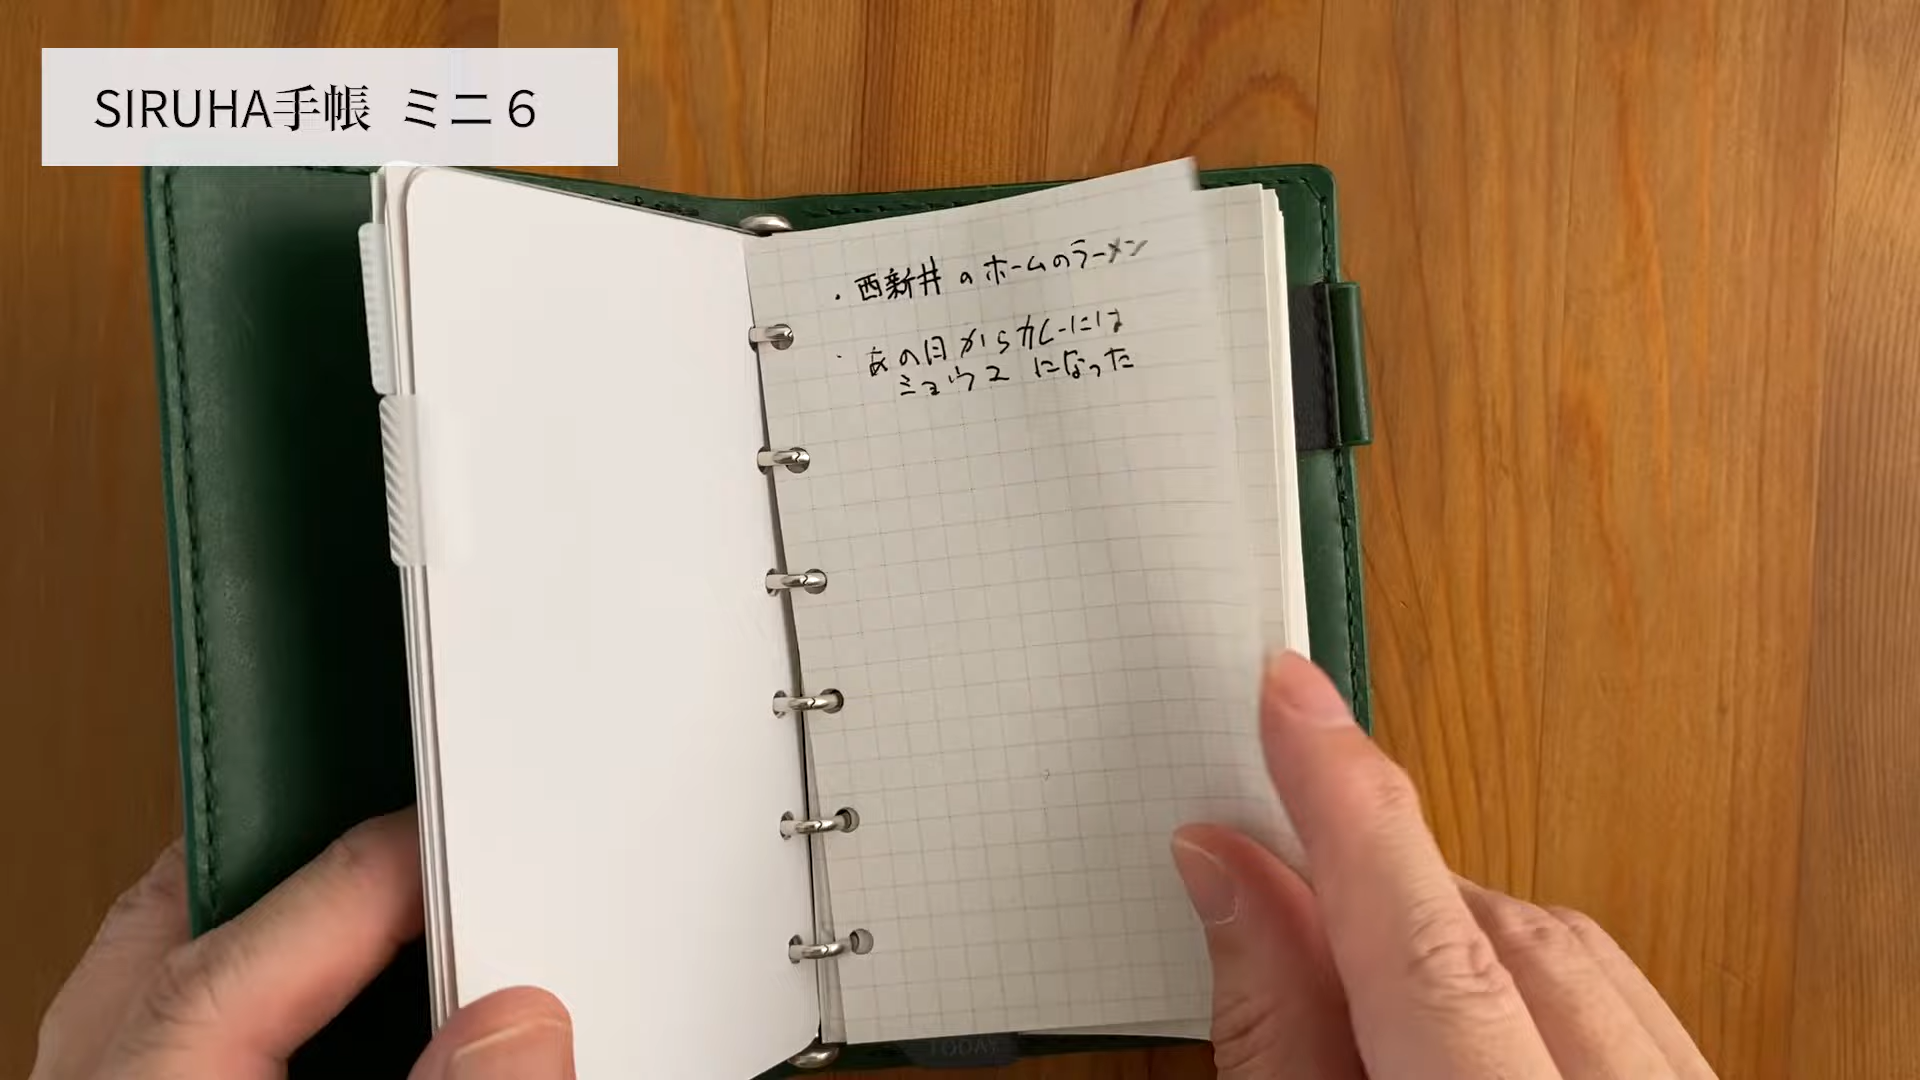 SIRUHA手帳 ミニ６
・西新井のホームのラーメン
・あの日からカレーには
ミョウス になった
TODAY